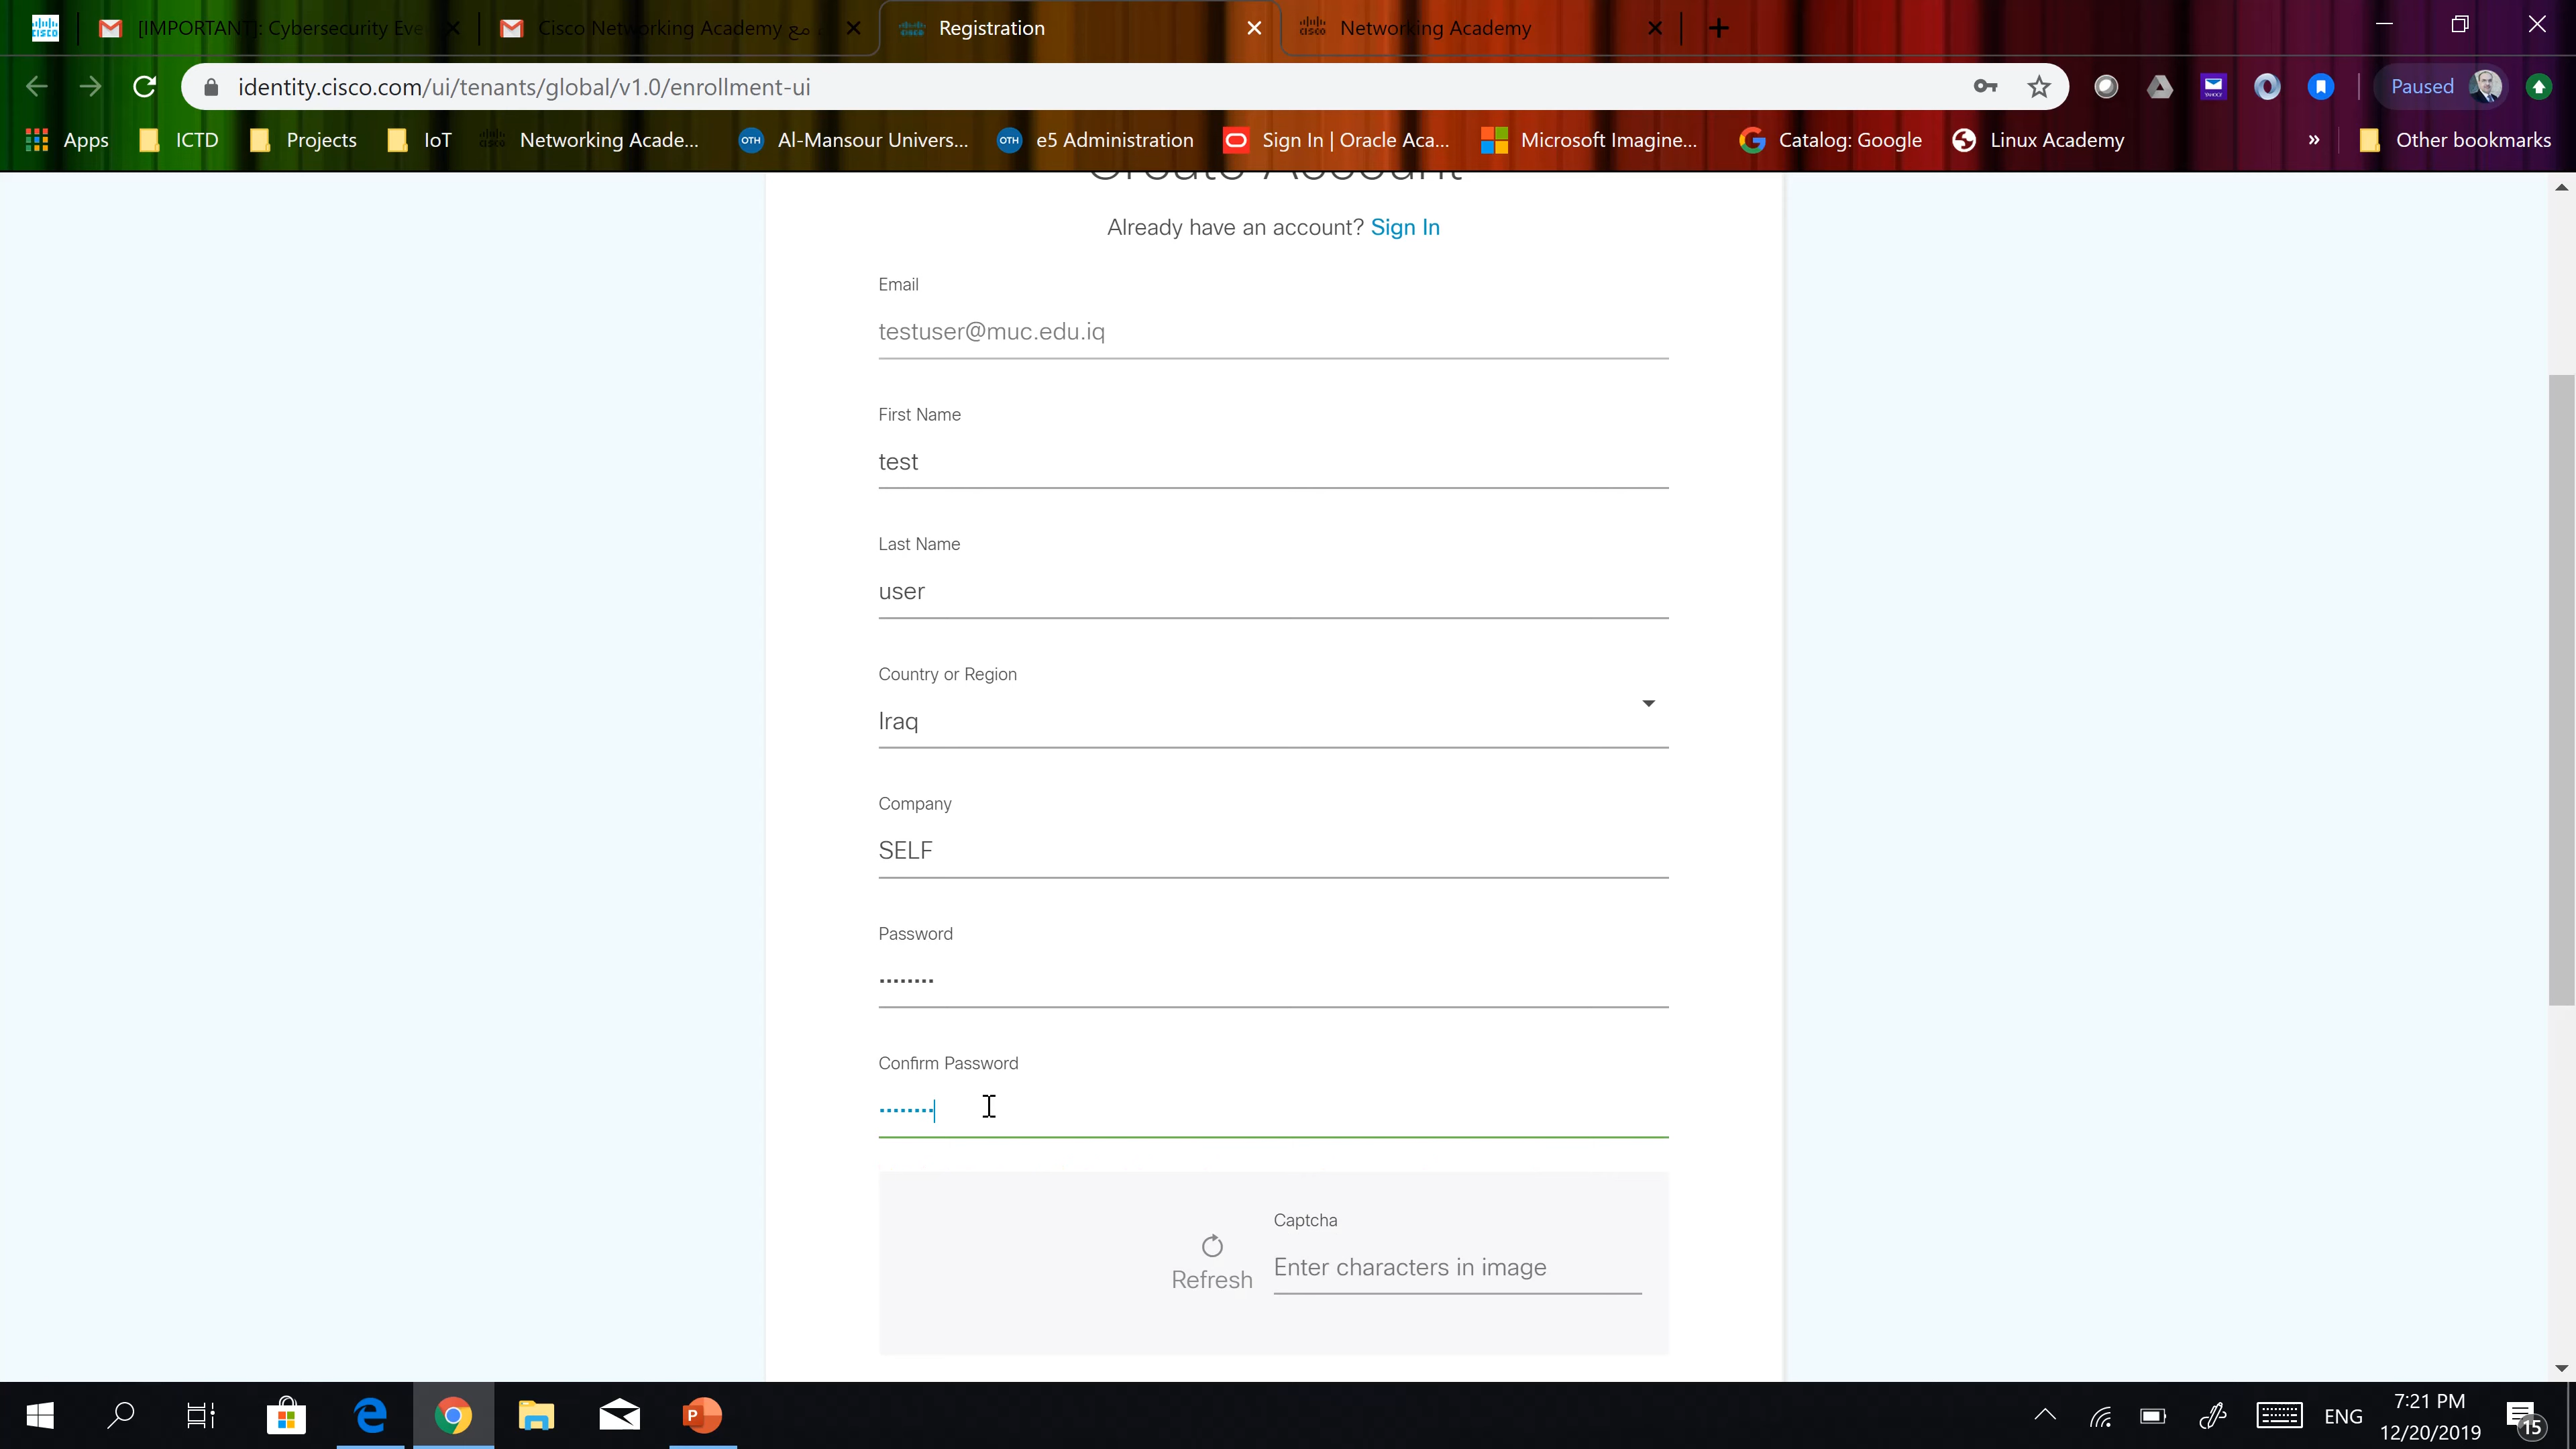 [IMPORTANT]: Cybersecurity Eve
Cisco Networking Academy مع
Registration
Networking Academy
identity.cisco.com/ui/tenants/global/v1.0/enrollment-ui
Paused
Apps
ICTD
Projects
IoT
Networking Acade...
Al-Mansour Univers...
e5 Administration
Sign In | Oracle Aca...
Microsoft Imagine...
Catalog: Google
Linux Academy
»
Other bookmarks
Create Account
Already have an account? Sign In
Email
testuser@muc.edu.iq
First Name
test
Last Name
user
Country or Region
Iraq
Company
SELF
Password
········
Confirm Password
········
Captcha
Refresh
Enter characters in image
ENG
7:21 PM
12/20/2019
15